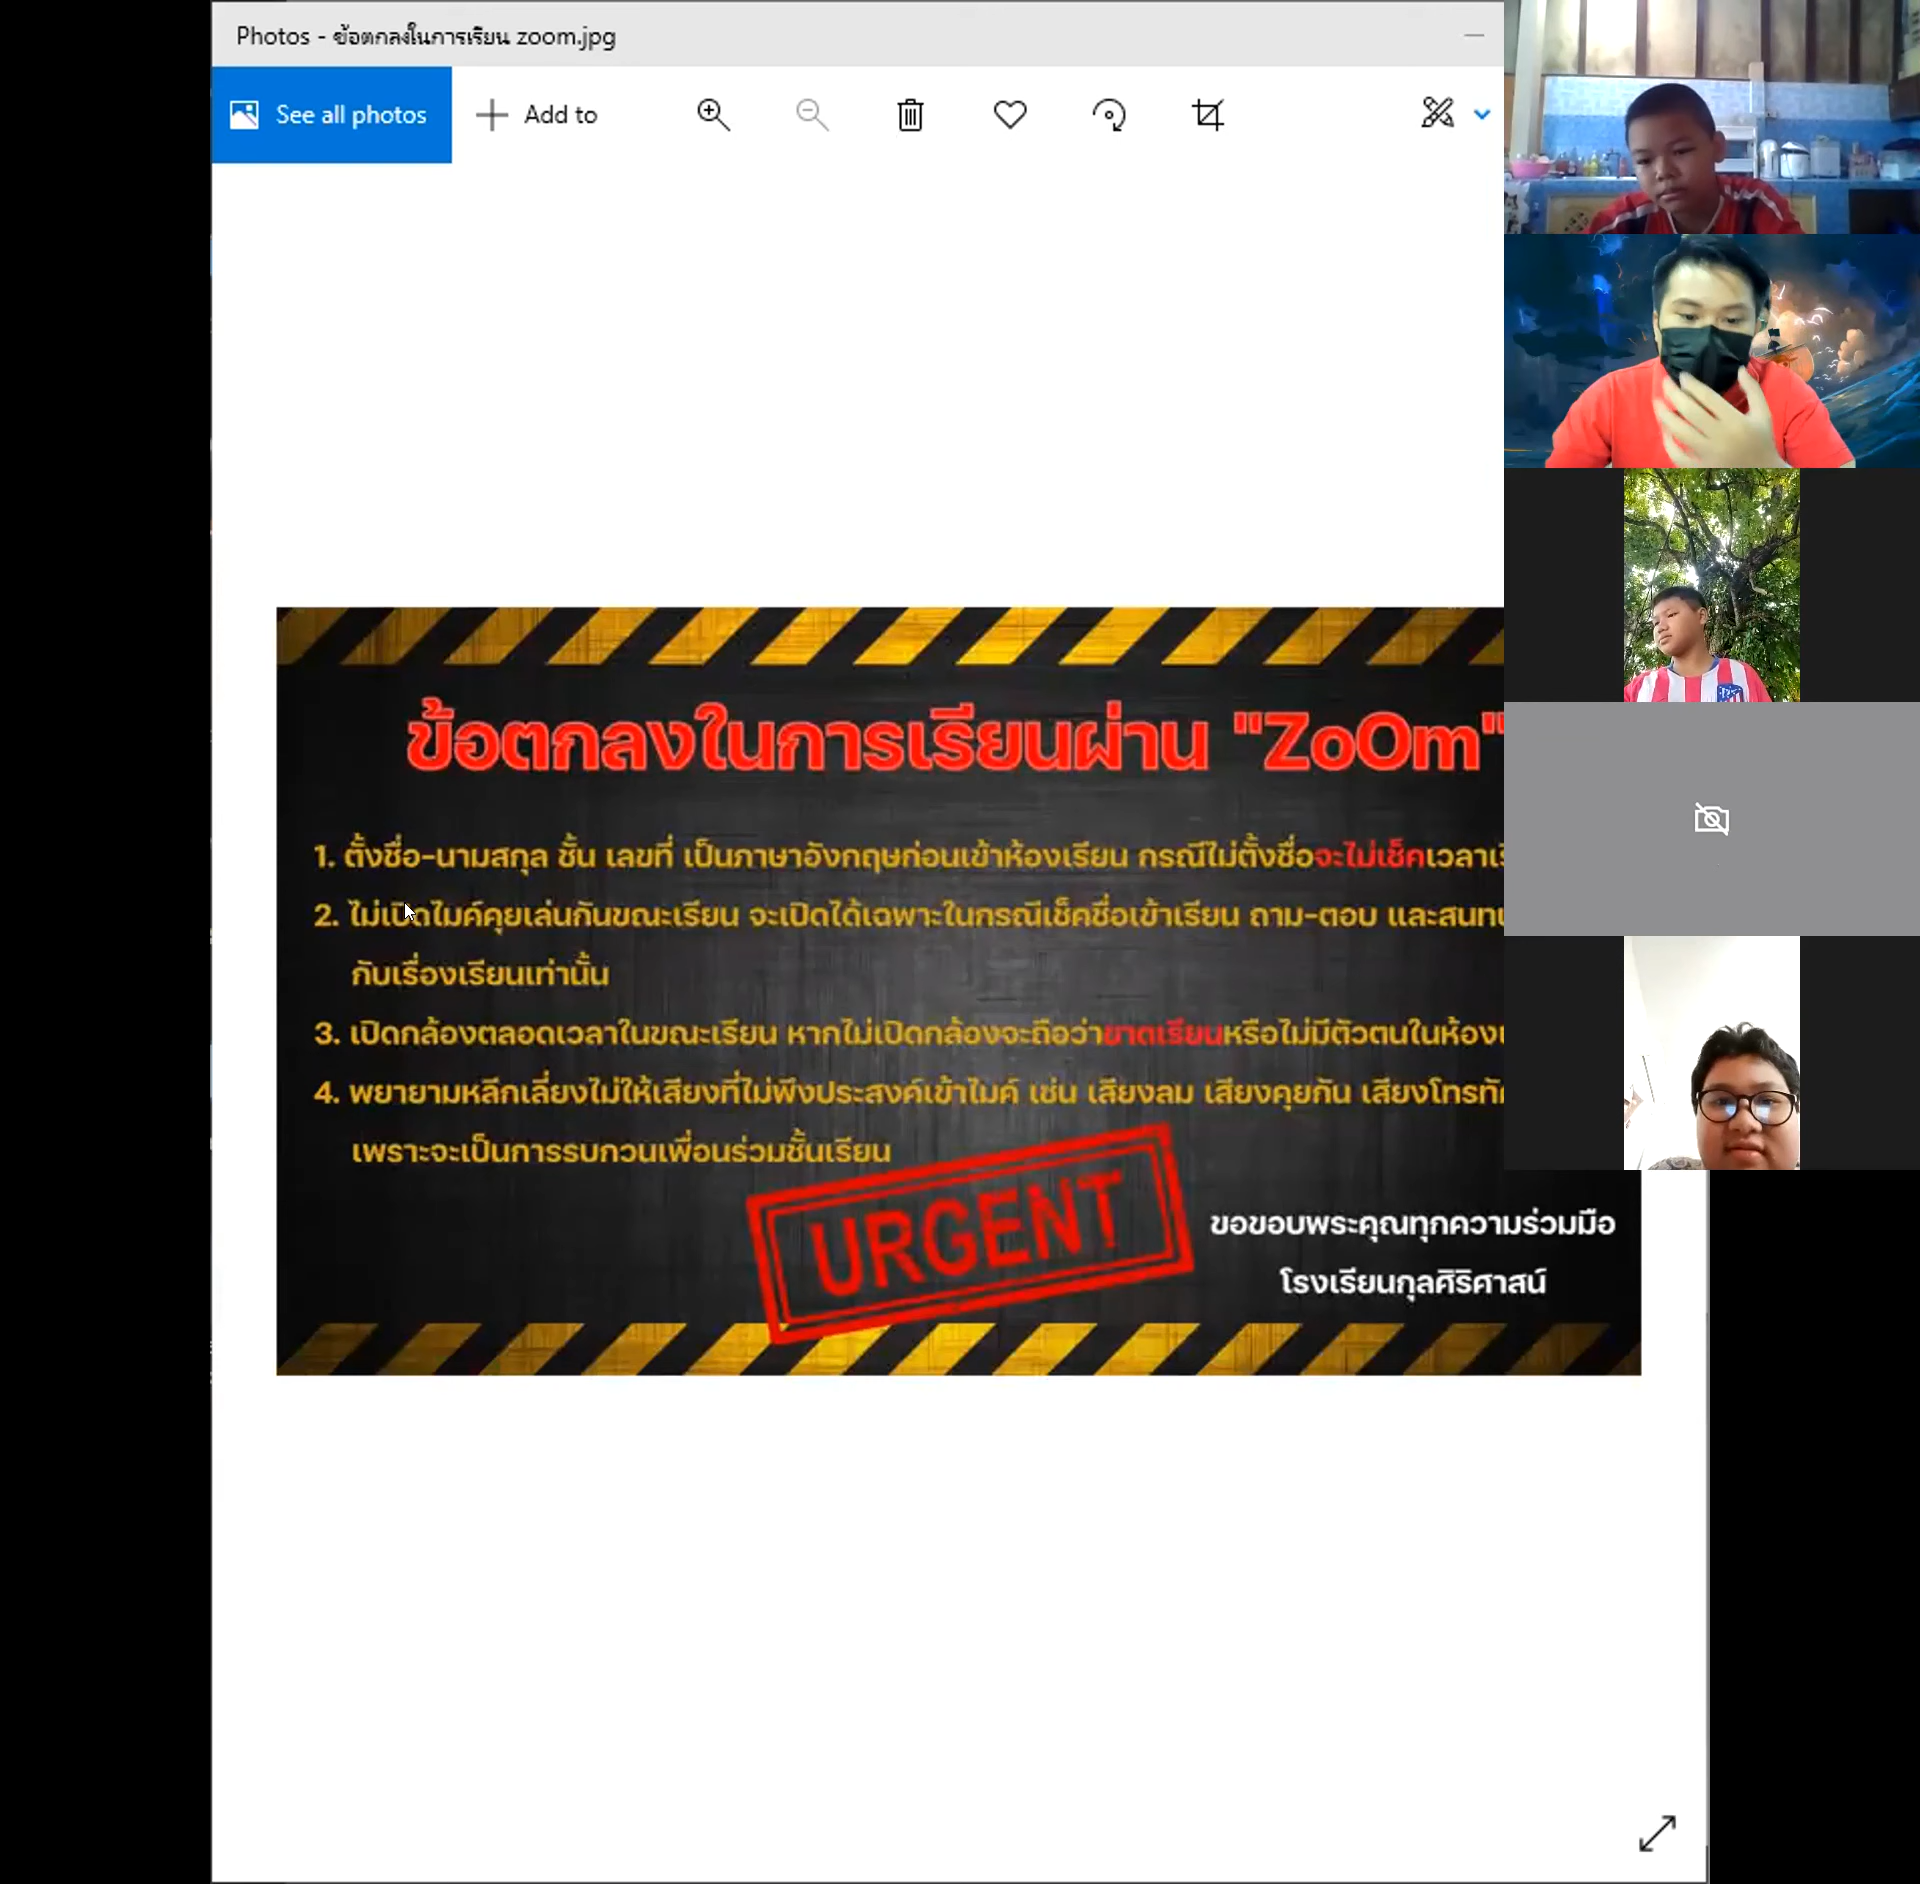 Photos - ข้อตกลงในการเรียน zoom.jpg
See all photos
Add to
ข้อตกลงในการเรียนผ่าน "ZoOm"
1. ตั้งชื่อ-นามสกุล ชั้น เลขที่ เป็นภาษาอังกฤษก่อนเข้าห้องเรียน กรณีไม่ตั้งชื่อจะไม่เช็คเวลา
2. ไม่เปิดไมค์คุยเล่นกันขณะเรียน จะเปิดได้เฉพาะในกรณีเช็คชื่อเข้าเรียน ถาม-ตอบ และ
กับเรื่องเรียนเท่านั้น
3. เปิดกล้องตลอดเวลาในขณะเรียน หากไม่เปิดกล้องจะถือว่าขาดเรียนหรือไม่มีตัวตนในห้อง
4. พยายามหลีกเลี่ยงไม่ให้เสียงที่ไม่พึงประสงค์เข้าไมค์ เช่น เสียงลม เสียงคุยกัน
เพราะจะเป็นการรบกวนเพื่อนร่วมชั้นเรียน
URGENT
ขอขอบพระคุณทุกความร่วมมือ
โรงเรียนกุลศิริศาสน์